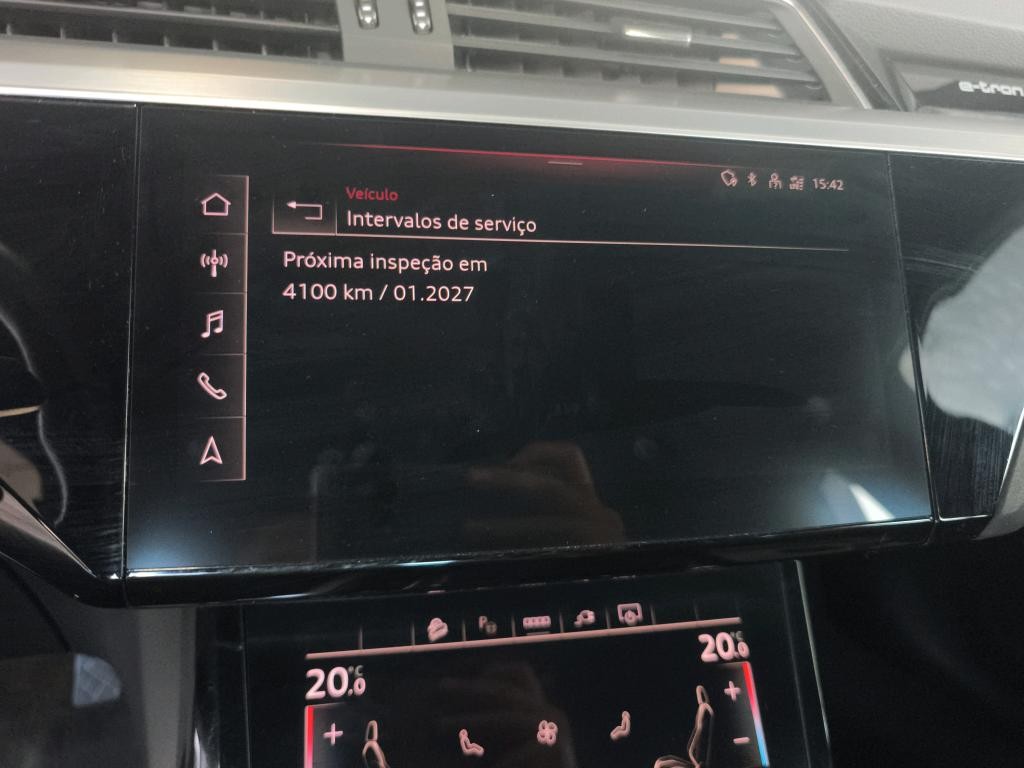 e-tron
15:42
Veículo
Intervalos de serviço
Próxima inspeção em
4100 km / 01.2027
20.0 °C
20.0 °C